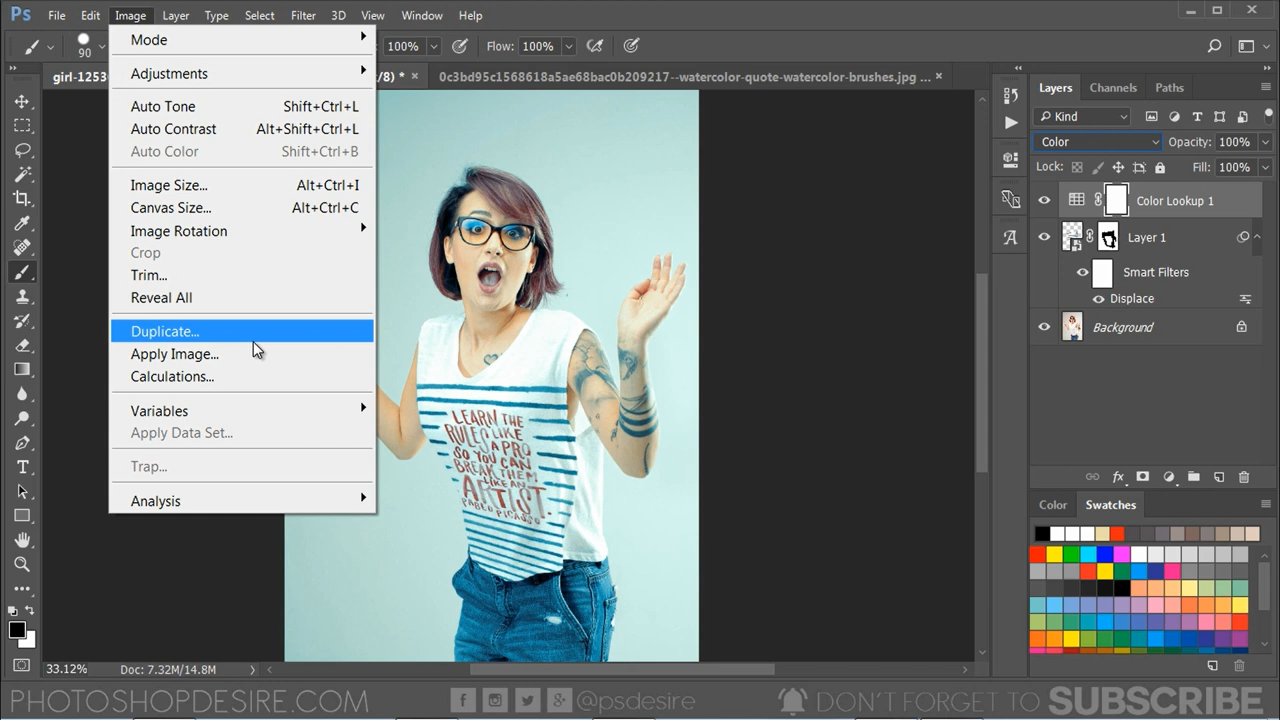 Ps File Edit Image Layer Type Select Filter 3D View Window Help
90 100% Flow: 100%
/8) * × 0c3bd95c1568618a5ae68bac0b209217--watercolor-quote-watercolor-brushes.jpg ... ×
Mode
Adjustments
Auto Tone Shift+Ctrl+L
Auto Contrast Alt+Shift+Ctrl+L
Auto Color Shift+Ctrl+B
Image Size... Alt+Ctrl+I
Canvas Size... Alt+Ctrl+C
Image Rotation
Crop
Trim...
Reveal All
Duplicate...
Apply Image...
Calculations...
Variables
Apply Data Set...
Trap...
Analysis
LEARN THE
RULES LIKE
A PRO
SO YOU CAN
BREAK THEM
LIKE AN
ARTIST.
PABLO PICASSO
Layers Channels Paths
Kind
Color Opacity: 100%
Lock: Fill: 100%
Color Lookup 1
Layer 1
Smart Filters
Displace
Background
fx
Color Swatches
33.12% Doc: 7.32M/14.8M
PHOTOSHOPDESIRE.COM @psdesire DON'T FORGET TO SUBSCRIBE